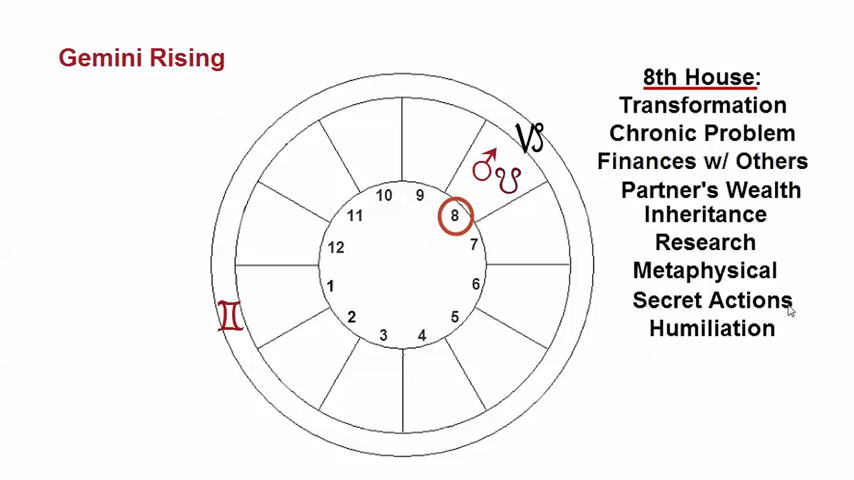 Gemini Rising
8th House:
Transformation
Chronic Problem
Finances w/ Others
Partner's Wealth
Inheritance
Research
Metaphysical
Secret Actions
Humiliation
♑
♂ ☋
10 9
11 8
12 7
1 6
2 5
3 4
♊